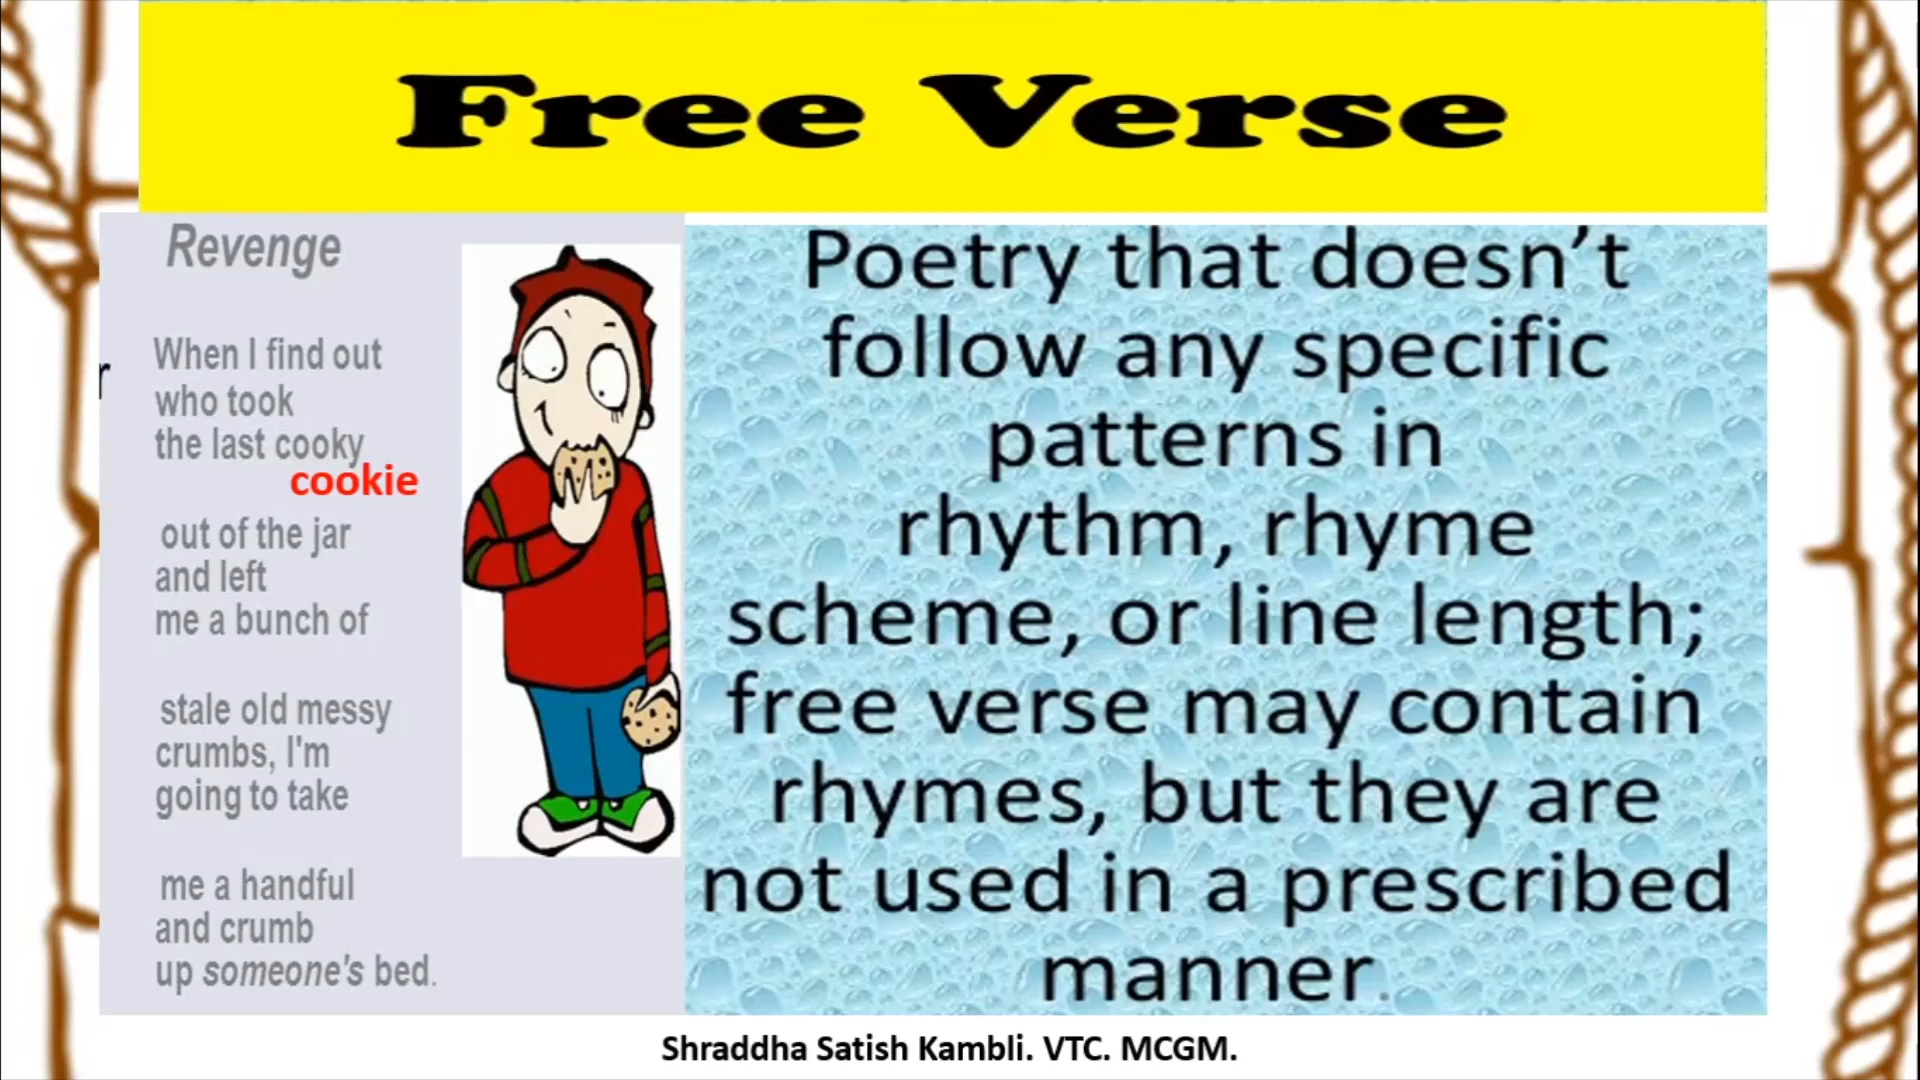 Free Verse
Revenge
When I find out
who took
the last cooky
cookie
out of the jar
and left
me a bunch of
stale old messy
crumbs, I'm
going to take
me a handful
and crumb
up someone's bed.
Poetry that doesn't
follow any specific
patterns in
rhythm, rhyme
scheme, or line length;
free verse may contain
rhymes, but they are
not used in a prescribed
manner.
Shraddha Satish Kambli. VTC. MCGM.